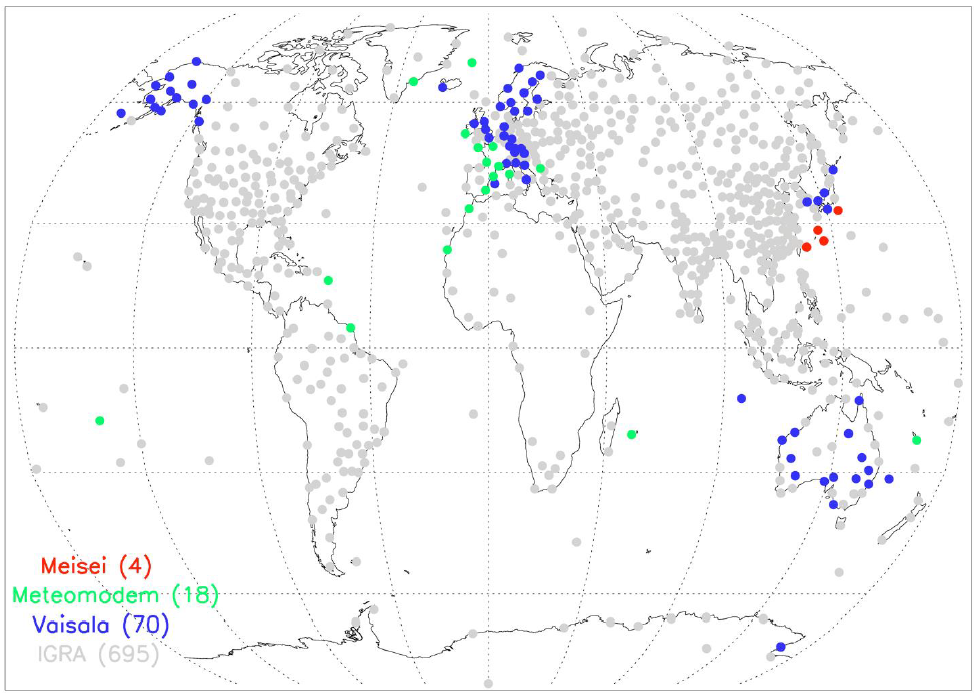 Meisei (4)
Meteomodem (18)
Vaisala (70)
IGRA (695)